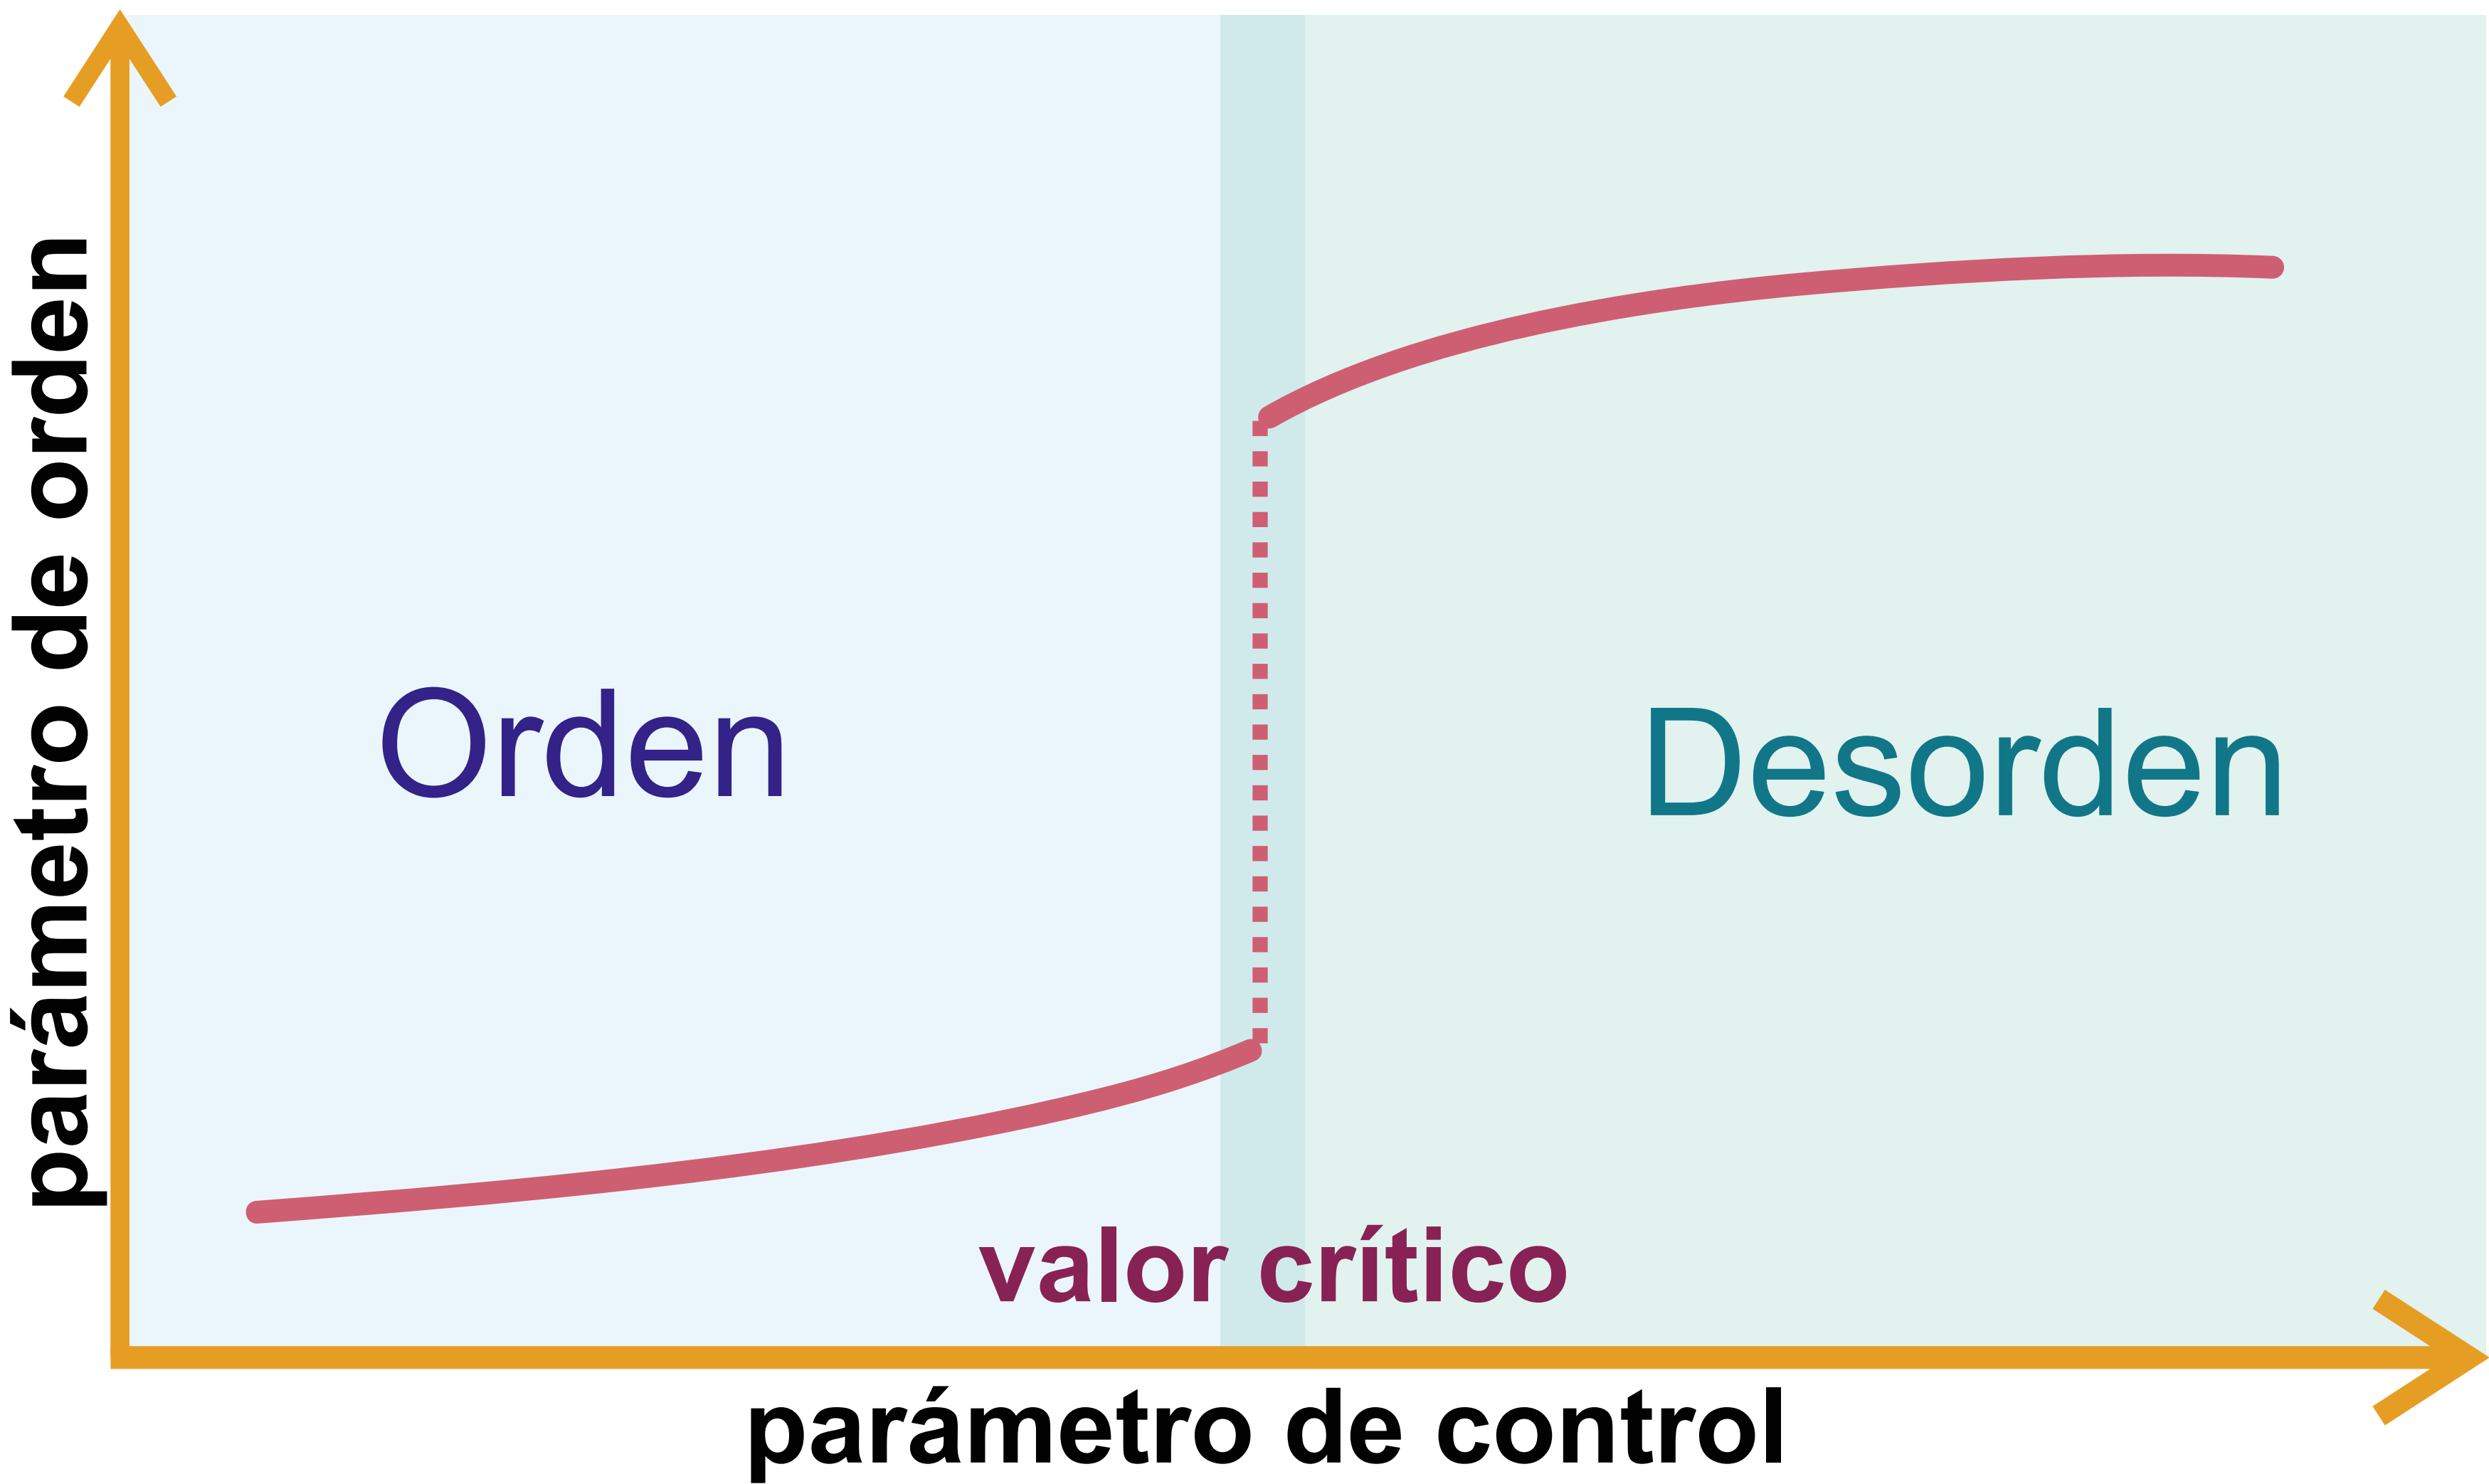 parámetro de orden
Orden
Desorden
valor crítico
parámetro de control